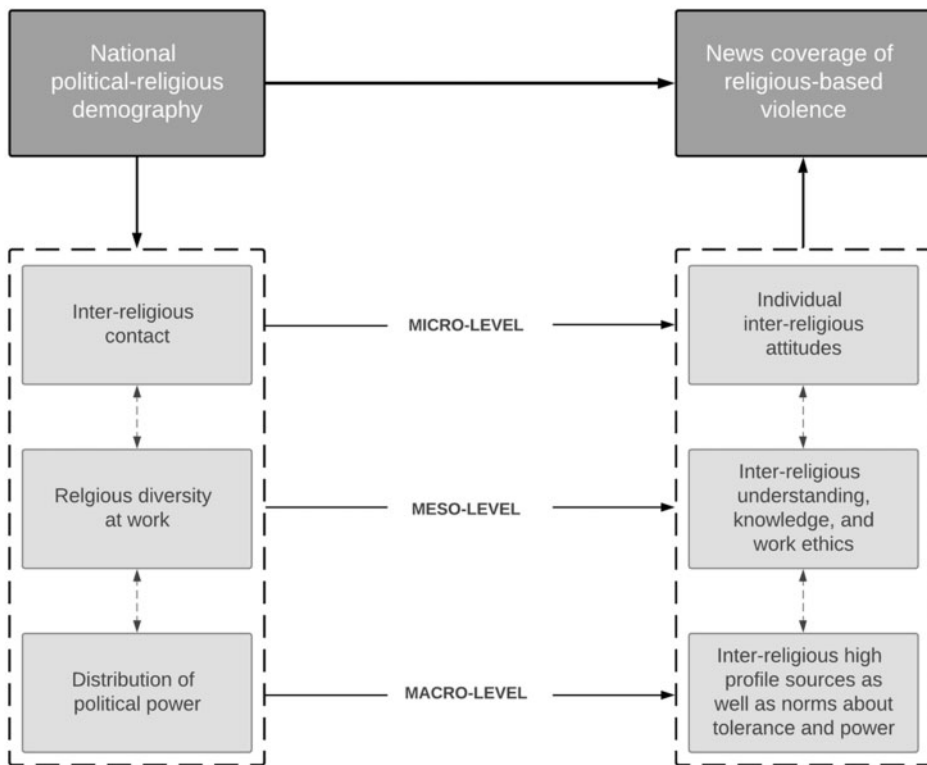 National
political-religious
demography
News coverage of
religious-based
violence
Inter-religious
contact
MICRO-LEVEL
Individual
inter-religious
attitudes
Relgious diversity
at work
MESO-LEVEL
Inter-religious
understanding,
knowledge, and
work ethics
Distribution of
political power
MACRO-LEVEL
Inter-religious high
profile sources as
well as norms about
tolerance and power